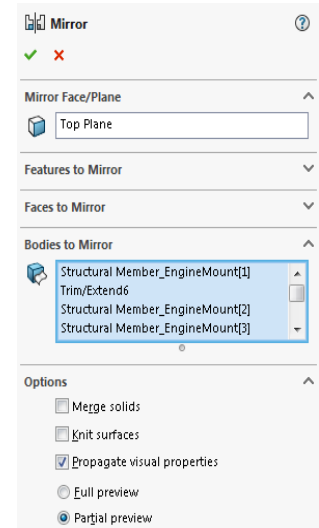 Mirror
Mirror Face/Plane
Top Plane
Features to Mirror
Faces to Mirror
Bodies to Mirror
Structural Member_EngineMount[1]
Trim/Extend6
Structural Member_EngineMount[2]
Structural Member_EngineMount[3]
Options
Merge solids
Knit surfaces
Propagate visual properties
Full preview
Partial preview